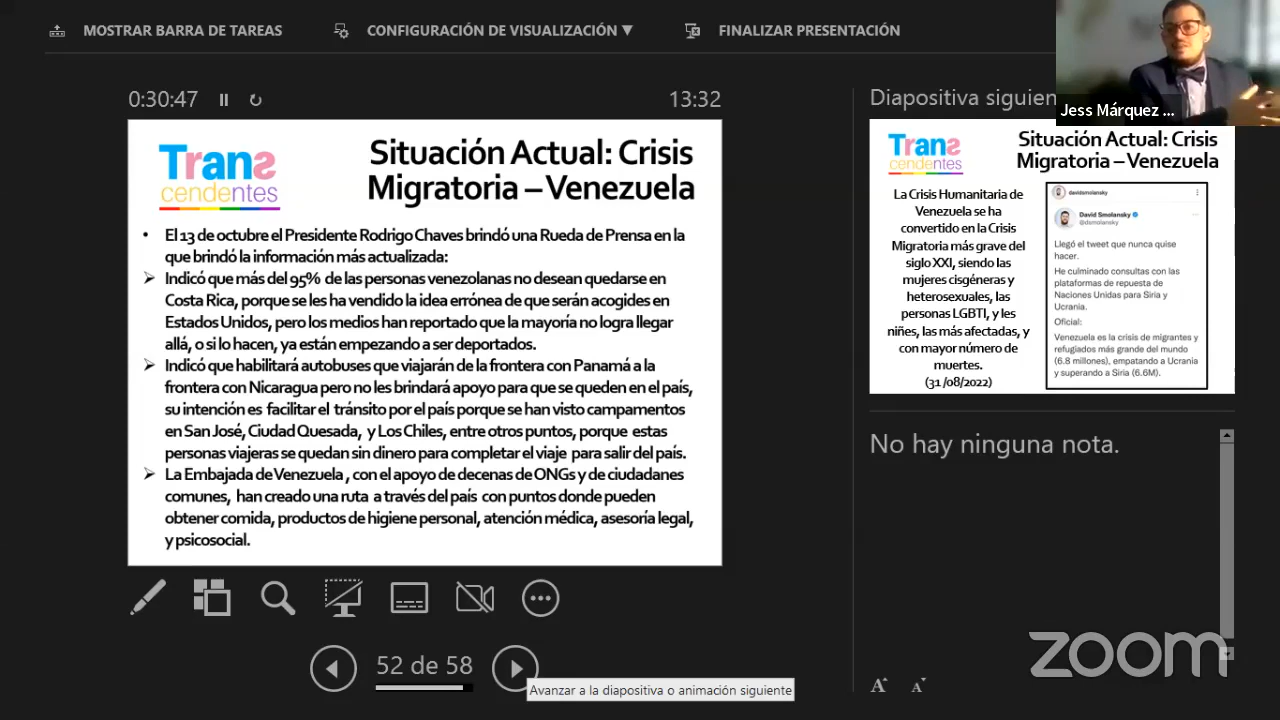 MOSTRAR BARRA DE TAREAS
CONFIGURACIÓN DE VISUALIZACIÓN ▼
FINALIZAR PRESENTACIÓN
0:30:47
13:32
Trans
cendentes
Situación Actual: Crisis
Migratoria – Venezuela
• El 13 de octubre el Presidente Rodrigo Chaves brindó una Rueda de Prensa en la
que brindó la información más actualizada:
➢ Indicó que más del 95% de las personas venezolanas no desean quedarse en
Costa Rica, porque se les ha vendido la idea errónea de que serán acogides en
Estados Unidos, pero los medios han reportado que la mayoría no logra llegar
allá, o si lo hacen, ya están empezando a ser deportados.
➢ Indicó que habilitará autobuses que viajarán de la frontera con Panamá a la
frontera con Nicaragua pero no les brindará apoyo para que se queden en el país,
su intención es facilitar el tránsito por el país porque se han visto campamentos
en San José, Ciudad Quesada, y Los Chiles, entre otros puntos, porque estas
personas viajeras se quedan sin dinero para completar el viaje para salir del país.
➢ La Embajada de Venezuela , con el apoyo de decenas de ONGs y de ciudadanes
comunes, han creado una ruta a través del país con puntos donde pueden
obtener comida, productos de higiene personal, atención médica, asesoría legal,
y psicosocial.
52 de 58
Avanzar a la diapositiva o animación siguiente
Diapositiva siguien
Jess Márquez ...
Trans
cendentes
Situación Actual: Crisis
Migratoria – Venezuela
La Crisis Humanitaria de
Venezuela se ha
convertido en la Crisis
Migratoria más grave del
siglo XXI, siendo las
mujeres cisgéneras y
heterosexuales, las
personas LGBTI, y les
niñes, las más afectadas, y
con mayor número de
muertes.
(31 /08/2022)
davidsmolansky
David Smolansky
@dsmolansky
Llegó el tweet que nunca quise
hacer.
He culminado consultas con las
plataformas de repuesta de
Naciones Unidas para Siria y
Ucrania.
Oficial:
Venezuela es la crisis de migrantes y
refugiados más grande del mundo
(6.8 millones), empatando a Ucrania
y superando a Siria (6.6M).
No hay ninguna nota.
A A
zoom